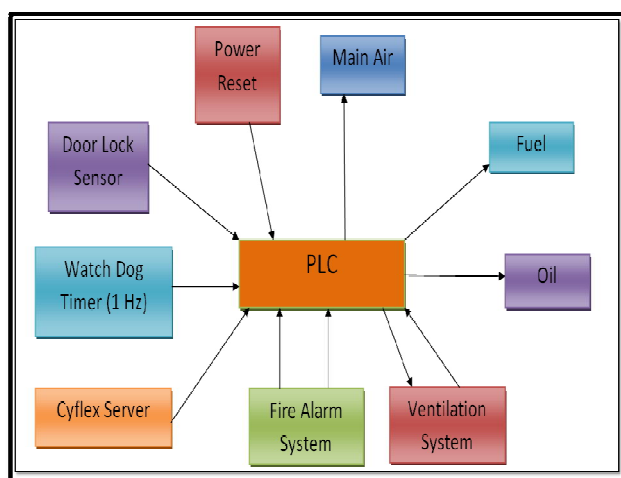 Power
Reset
Main Air
Door Lock
Sensor
Fuel
PLC
Watch Dog
Timer (1 Hz)
Oil
Cyflex Server
Fire Alarm
System
Ventilation
System